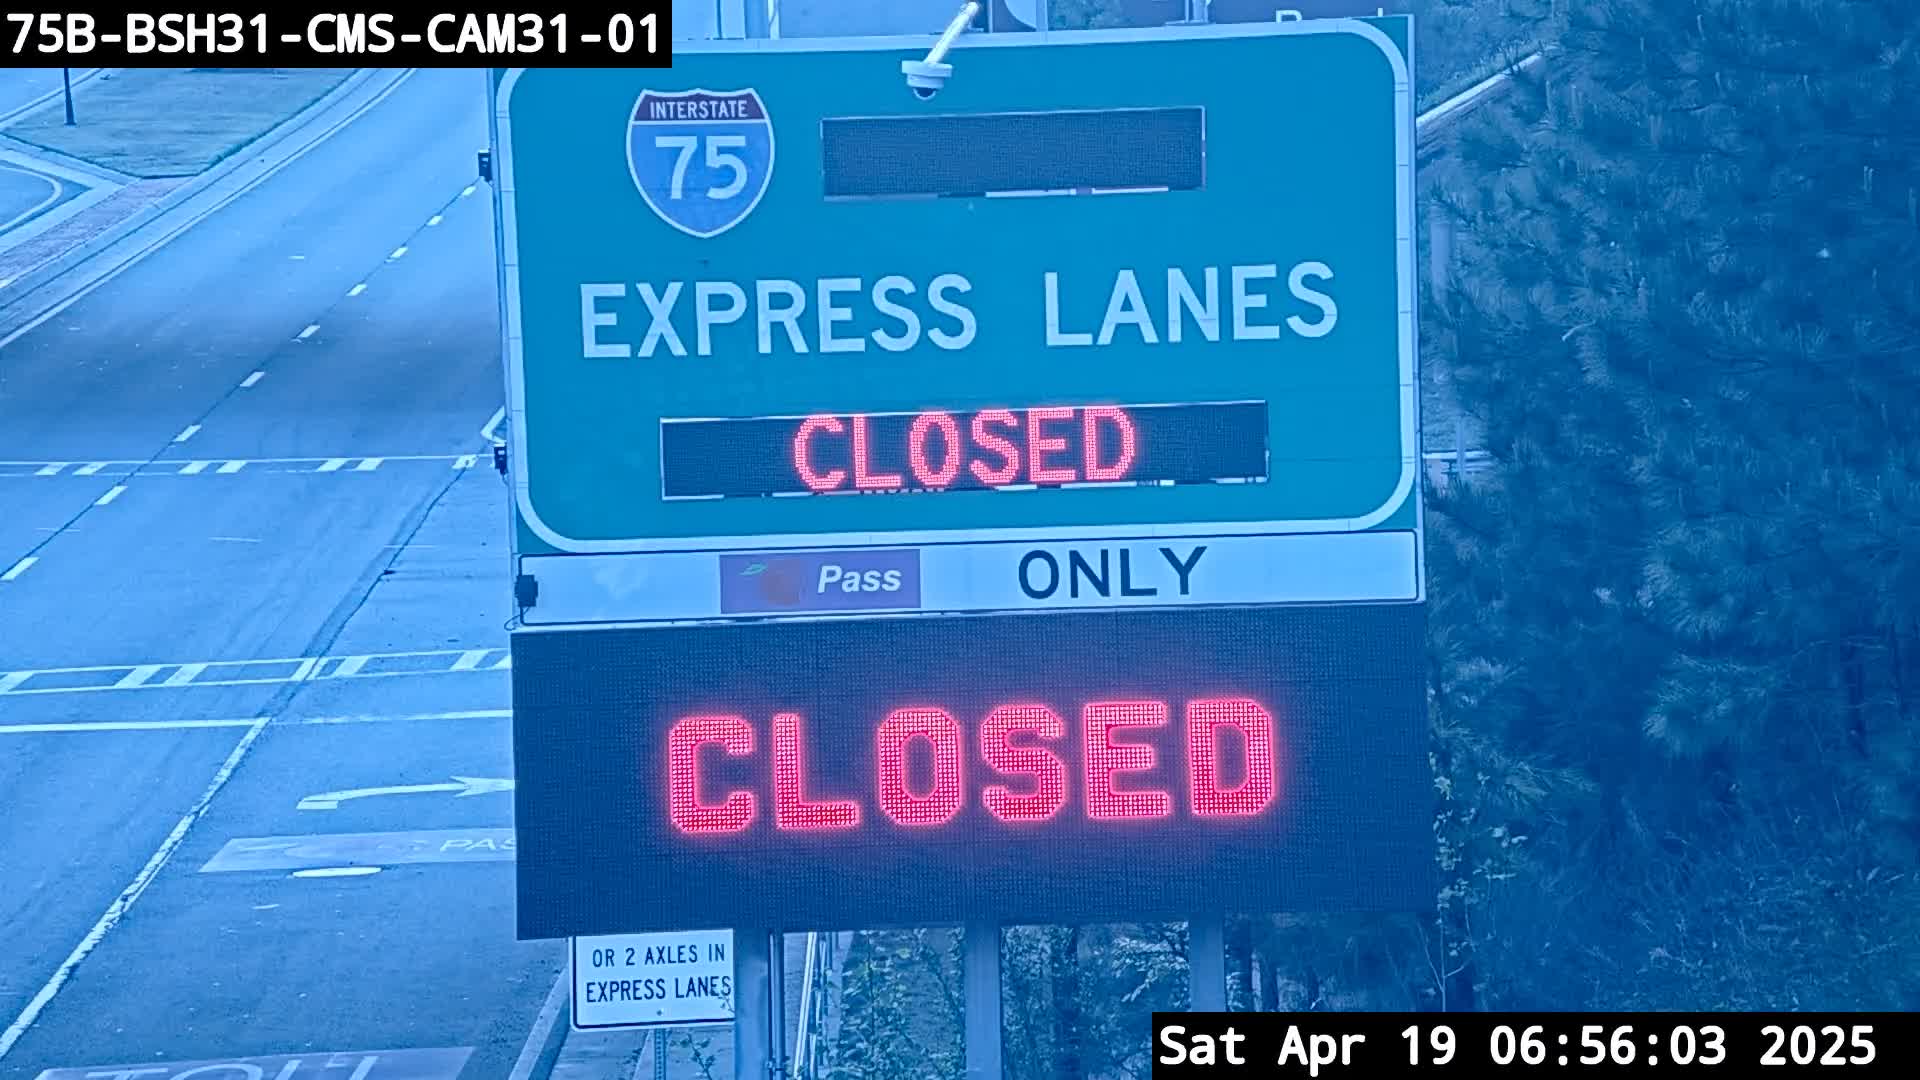 75B-BSH31-CMS-CAM31-01
INTERSTATE
75
EXPRESS LANES
CLOSED
Pass ONLY
CLOSED
OR 2 AXLES IN
EXPRESS LANES
Sat Apr 19 06:56:03 2025